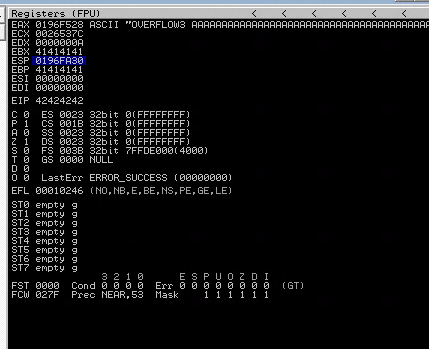 Registers (FPU) < < < <
EAX 0196F528 ASCII "OVERFLOW3 AAAAAAAAAAAAAAAAAAAAAAAAAAAAAAAAAA
ECX 0026537C
EDX 0000000A
EBX 41414141
ESP 0196FA30
EBP 41414141
ESI 00000000
EDI 00000000
EIP 42424242
C 0 ES 0023 32bit 0(FFFFFFFF)
P 1 CS 001B 32bit 0(FFFFFFFF)
A 0 SS 0023 32bit 0(FFFFFFFF)
Z 1 DS 0023 32bit 0(FFFFFFFF)
S 0 FS 003B 32bit 7FFDE000(4000)
T 0 GS 0000 NULL
D 0
O 0 LastErr ERROR_SUCCESS (00000000)
EFL 00010246 (NO,NB,E,BE,NS,PE,GE,LE)
ST0 empty g
ST1 empty g
ST2 empty g
ST3 empty g
ST4 empty g
ST5 empty g
ST6 empty g
ST7 empty g
3 2 1 0 E S P U O Z D I
FST 0000 Cond 0 0 0 0 Err 0 0 0 0 0 0 0 0 (GT)
FCW 027F Prec NEAR,53 Mask 1 1 1 1 1 1